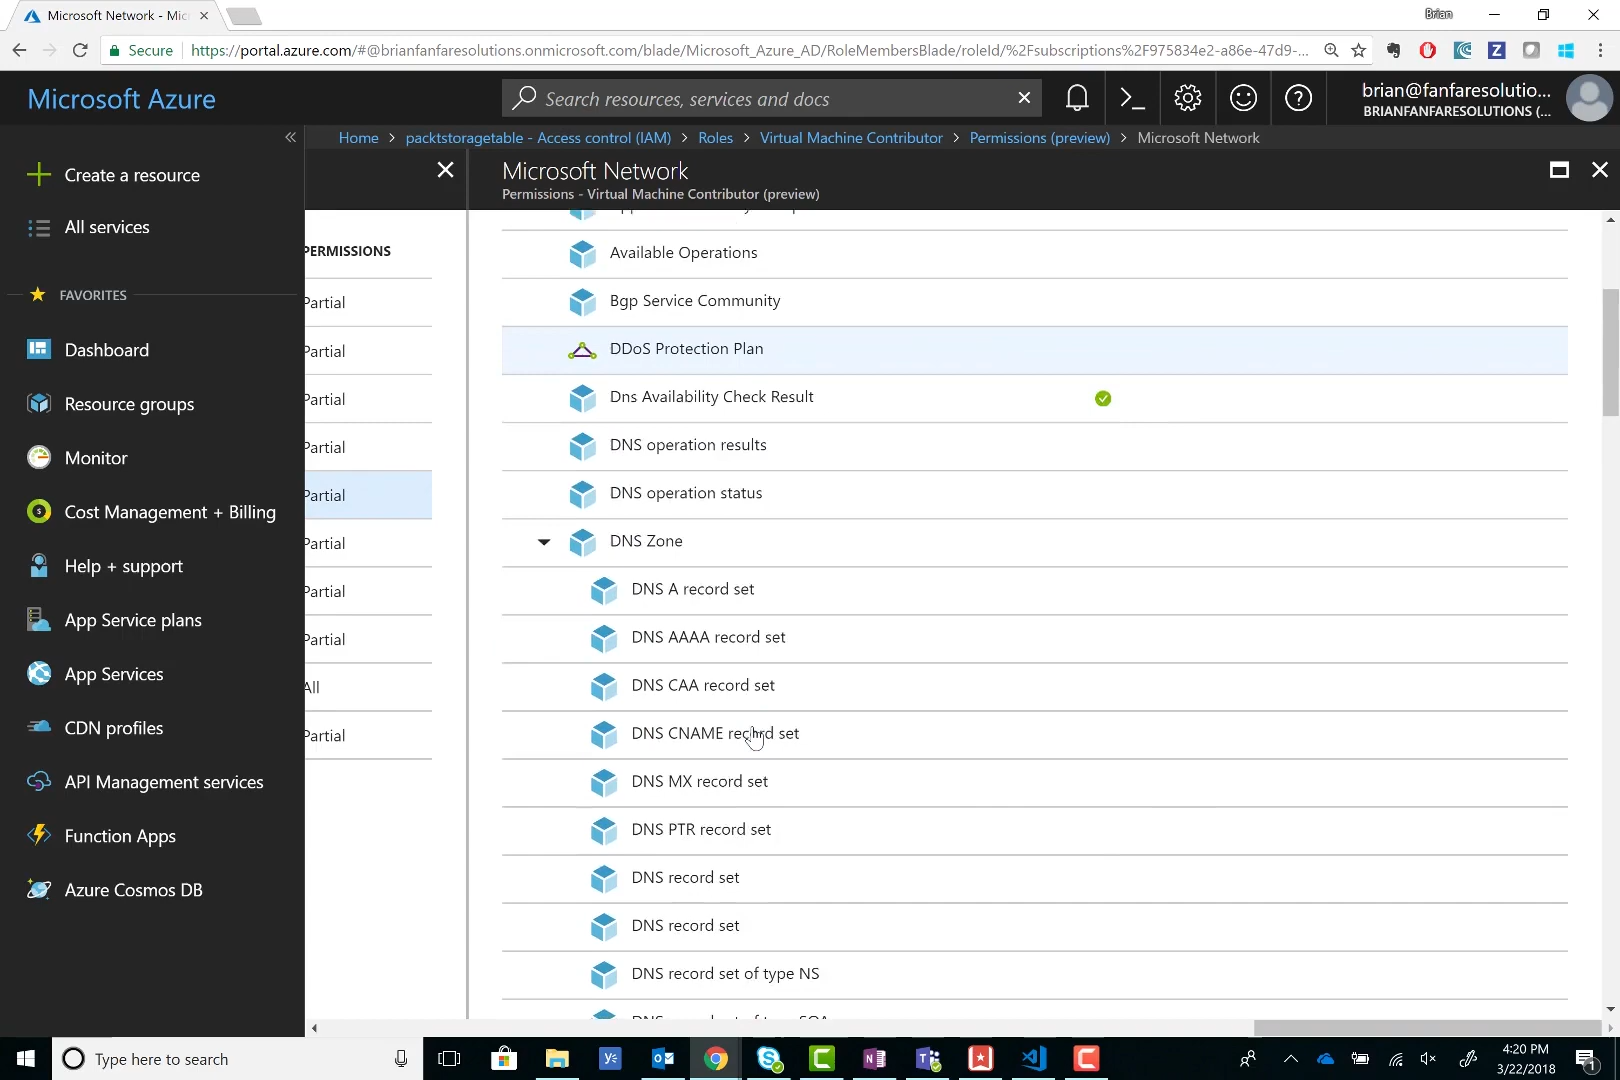 Microsoft Network - Mic
Brian
Secure
https://portal.azure.com/#@brianfanfaresolutions.onmicrosoft.com/blade/Microsoft_Azure_AD/RoleMembersBlade/roleId/%2Fsubscriptions%2F975834e2-a86e-47d9-...
Microsoft Azure
Search resources, services and docs
brian@fanfaresolutio...
BRIANFANFARESOLUTIONS (...
Home > packtstoragetable - Access control (IAM) > Roles > Virtual Machine Contributor > Permissions (preview) > Microsoft Network
Create a resource
All services
FAVORITES
Dashboard
Resource groups
Monitor
Cost Management + Billing
Help + support
App Service plans
App Services
CDN profiles
API Management services
Function Apps
Azure Cosmos DB
PERMISSIONS
Partial
Partial
Partial
Partial
Partial
Partial
Partial
Partial
All
Partial
Microsoft Network
Permissions - Virtual Machine Contributor (preview)
Available Operations
Bgp Service Community
DDoS Protection Plan
Dns Availability Check Result
DNS operation results
DNS operation status
DNS Zone
DNS A record set
DNS AAAA record set
DNS CAA record set
DNS CNAME record set
DNS MX record set
DNS PTR record set
DNS record set
DNS record set
DNS record set of type NS
Type here to search
4:20 PM
3/22/2018